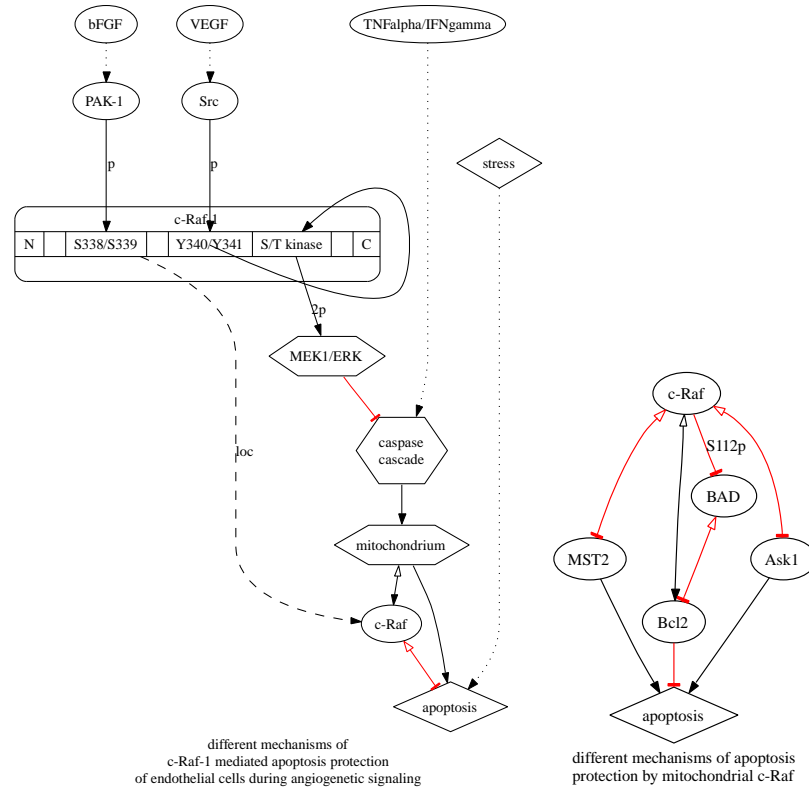 bFGF
VEGF
TNFalpha/IFNgamma
PAK-1
Src
p
p
stress
c-Raf-1
N
S338/S339
Y340/Y341
S/T kinase
C
2p
MEK1/ERK
c-Raf
caspase
cascade
loc
S112p
BAD
mitochondrium
MST2
Ask1
c-Raf
Bcl2
apoptosis
apoptosis
different mechanisms of
c-Raf-1 mediated apoptosis protection
of endothelial cells during angiogenetic signaling
different mechanisms of apoptosis
protection by mitochondrial c-Raf